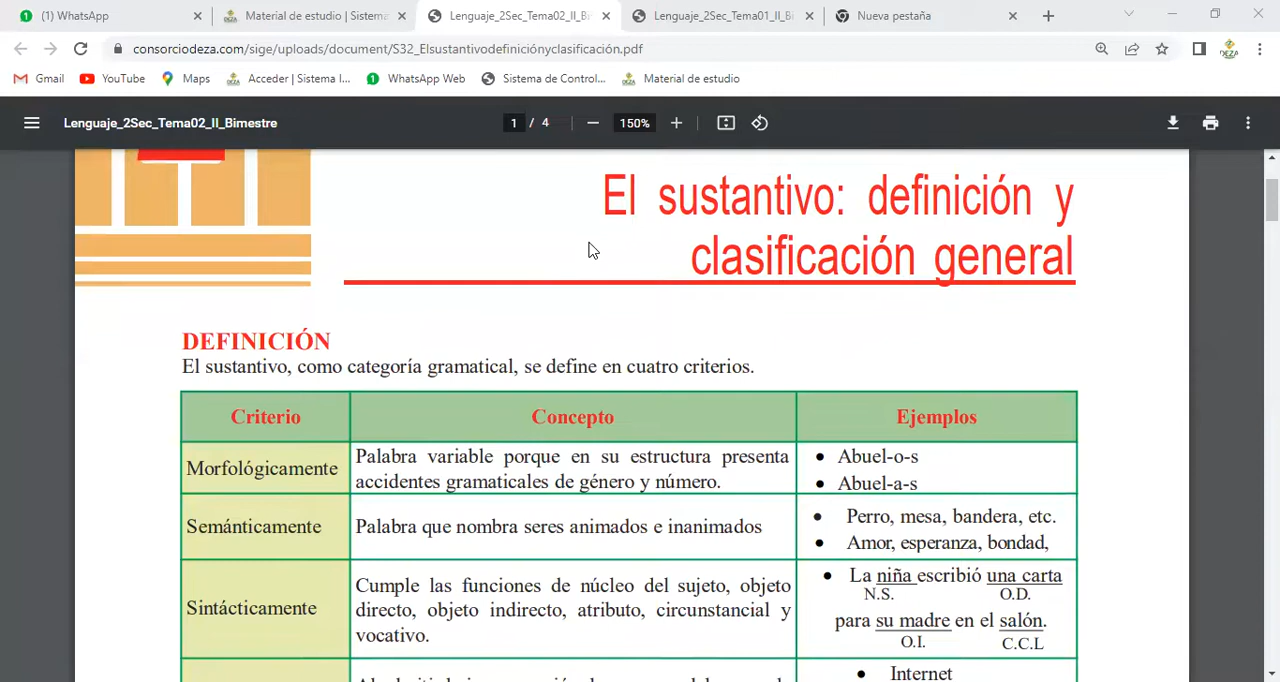 (1) WhatsApp
Material de estudio | Sistema
Lenguaje_2Sec_Tema02_II_Bi
Lenguaje_2Sec_Tema01_II_Bi
Nueva pestaña
consorciodeza.com/sige/uploads/document/S32_Elsustantivodefiniciónyclasificación.pdf
DEZA
Gmail
YouTube
Maps
Acceder | Sistema I...
WhatsApp Web
Sistema de Control...
Material de estudio
Lenguaje_2Sec_Tema02_II_Bimestre
1 / 4
150%
El sustantivo: definición y
clasificación general
DEFINICIÓN
El sustantivo, como categoría gramatical, se define en cuatro criterios.
Criterio Concepto Ejemplos
Morfológicamente
Palabra variable porque en su estructura presenta
accidentes gramaticales de género y número.
• Abuel-o-s
• Abuel-a-s
Semánticamente
Palabra que nombra seres animados e inanimados
• Perro, mesa, bandera, etc.
• Amor, esperanza, bondad,
Sintácticamente
Cumple las funciones de núcleo del sujeto, objeto
directo, objeto indirecto, atributo, circunstancial y
vocativo.
• La niña escribió una carta
N.S. O.D.
para su madre en el salón.
O.I. C.C.L
• Internet